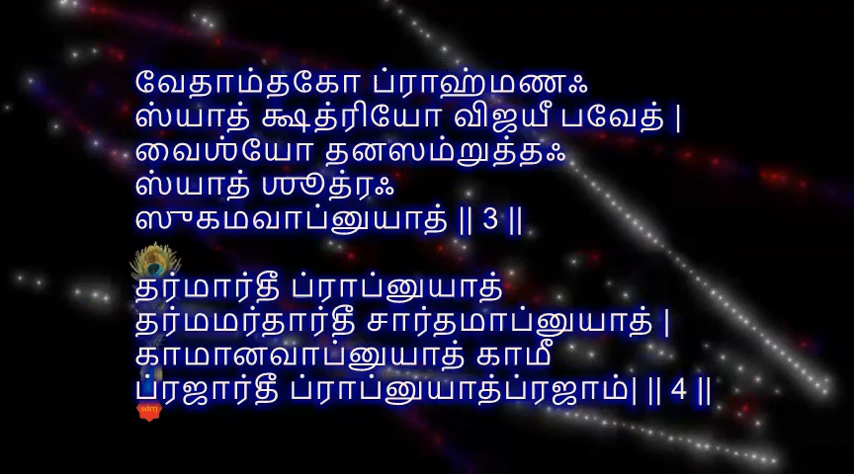 வேதாம்தகோ ப்ராஹ்மணஃ
ஸ்யாத் க்ஷத்ரியோ விஜயீ பவேத் |
வைஶ்யோ தனஸம்றுத்தஃ
ஸ்யாத் ஶூத்ரஃ
ஸுகமவாப்னுயாத் || 3 ||
தர்மார்தீ ப்ராப்னுயாத்
தர்மமர்தார்தீ சார்தமாப்னுயாத் |
காமானவாப்னுயாத் காமீ
ப்ரஜார்தீ ப்ராப்னுயாத்ப்ரஜாம்| || 4 ||